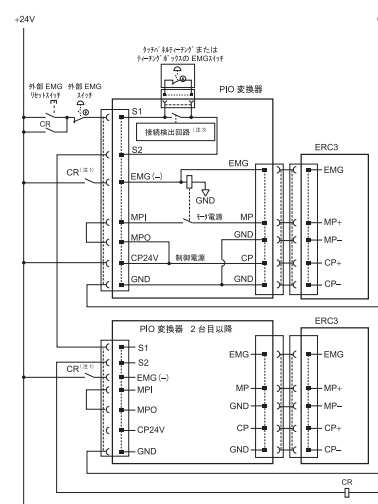 +24V
タッチパネルティーチングまたは
ティーチングボックスのEMGスイッチ
外部 EMG
リセットスイッチ
外部 EMG
スイッチ
PIO 変換器
CR
S1
接続検出回路(注3)
S2
EMG
ERC3
CR(注1)
EMG(−)
EMG
GND
MPI
モータ電源
MP
MP+
MPO
GND
MP−
CP24V
制御電源
CP
CP+
GND
GND
CP−
PIO 変換器 2 台目以降
ERC3
S1
EMG
EMG
S2
CR(注1)
EMG(−)
MPI
MP
MP+
MPO
GND
MP−
CP24V
CP
CP+
GND
GND
CP−
CR